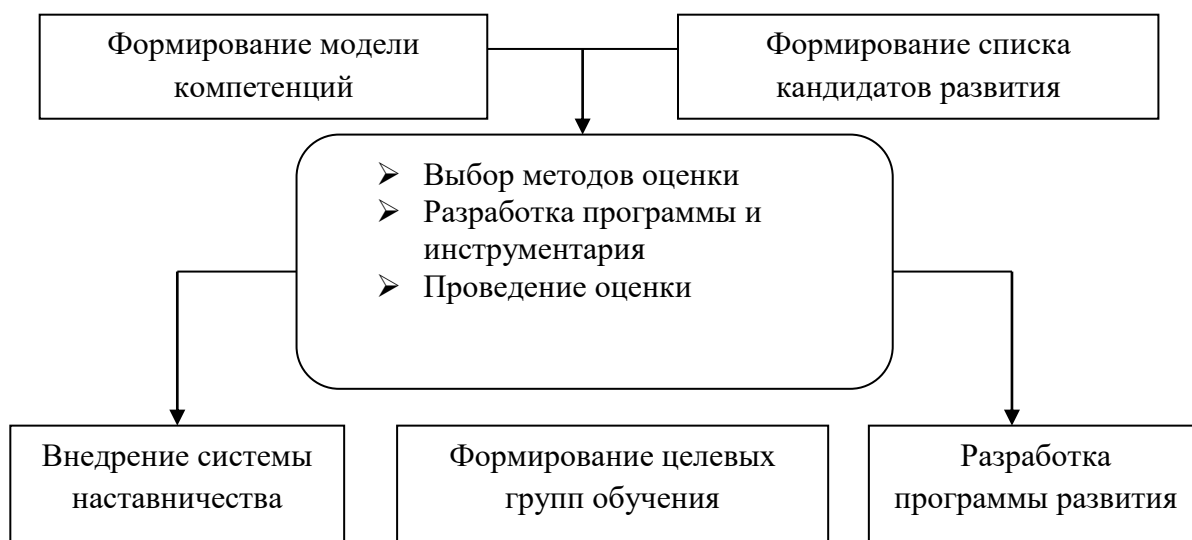 Формирование модели
компетенций
Формирование списка
кандидатов развития
➢ Выбор методов оценки
➢ Разработка программы и
инструментария
➢ Проведение оценки
Внедрение системы
наставничества
Формирование целевых
групп обучения
Разработка
программы развития